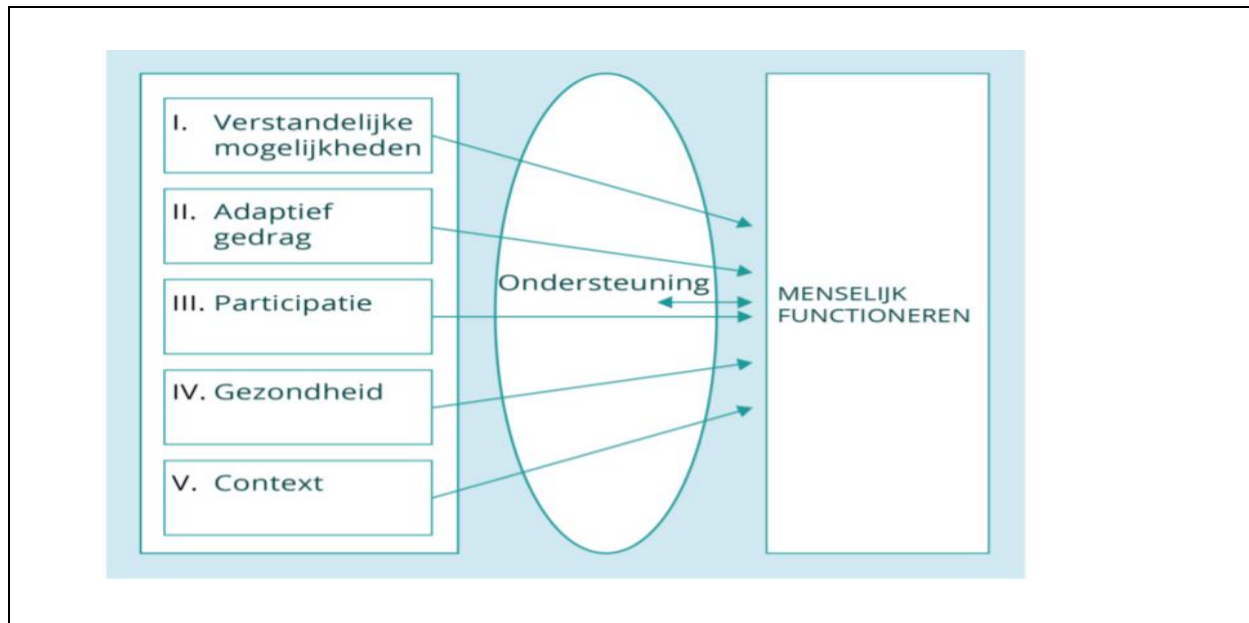 I. Verstandelijke
mogelijkheden
II. Adaptief
gedrag
III. Participatie
IV. Gezondheid
V. Context
Ondersteuning
MENSELIJK
FUNCTIONEREN